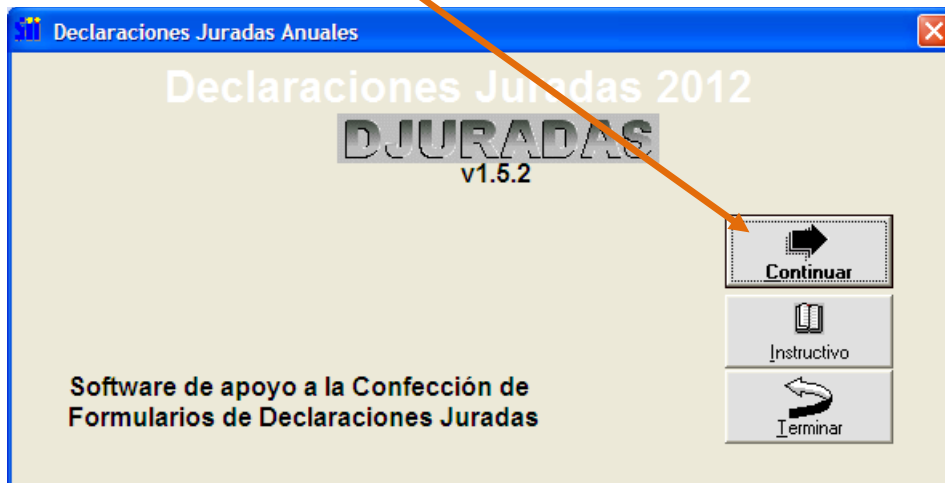 sii Declaraciones Juradas Anuales
Declaraciones Juradas 2012
DJURADAS
v1.5.2
Continuar
Instructivo
Terminar
Software de apoyo a la Confección de
Formularios de Declaraciones Juradas